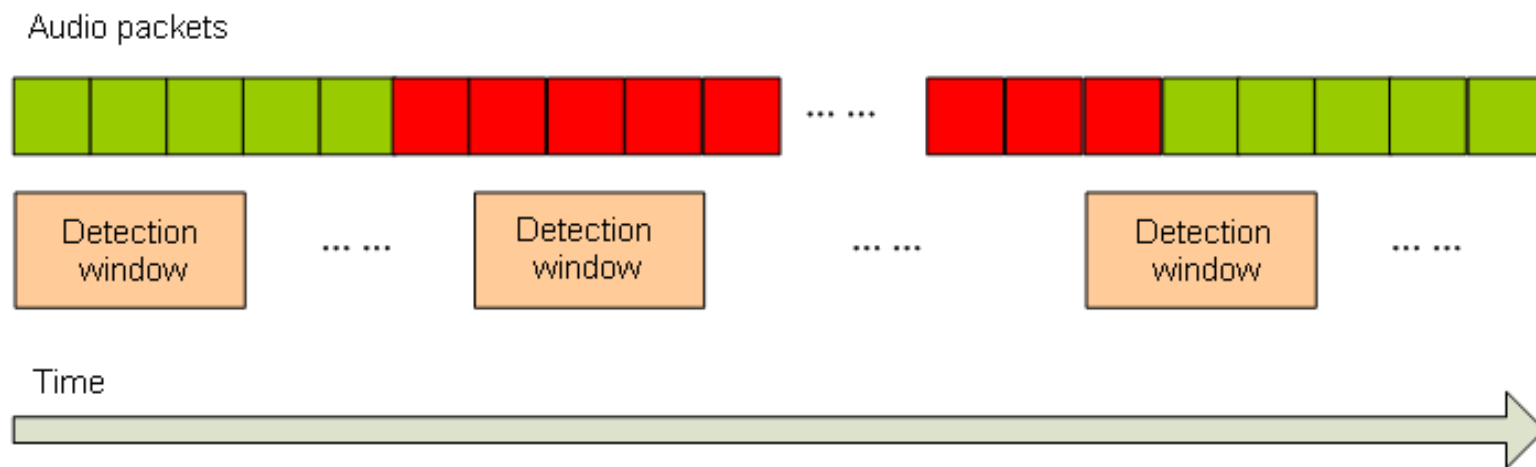 Audio packets
... ...
Detection
window
... ...
Detection
window
... ...
Detection
window
... ...
Time